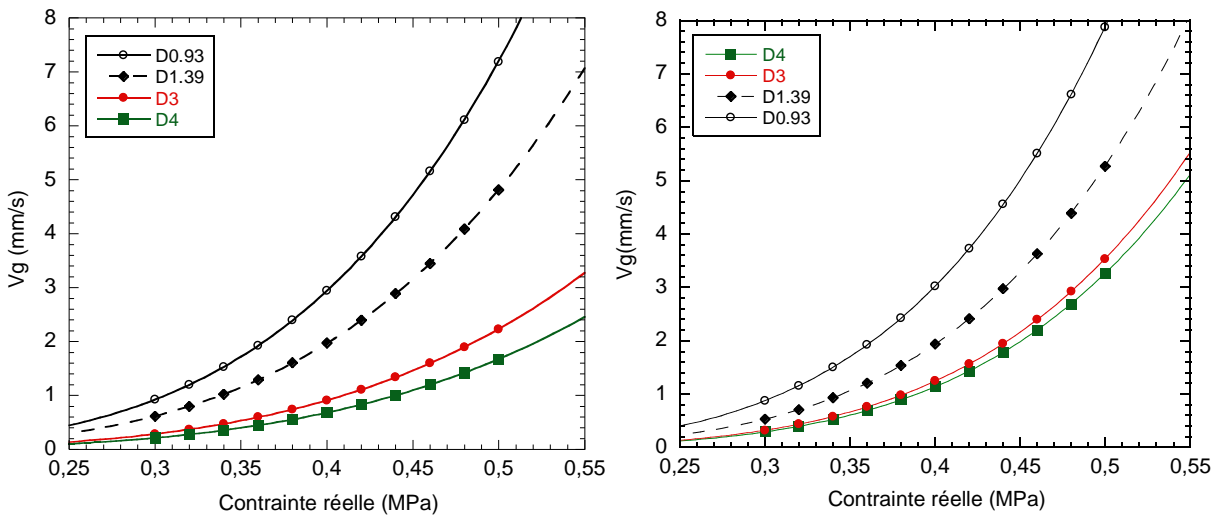 8
7
6
5
4
3
2
1
0
Vg (mm/s)
D0.93
D1.39
D3
D4
0,25 0,3 0,35 0,4 0,45 0,5 0,55
Contrainte réelle (MPa)
8
7
6
5
4
3
2
1
0
Vg(mm/s)
D4
D3
D1.39
D0.93
0,25 0,3 0,35 0,4 0,45 0,5 0,55
Contrainte réelle (MPa)